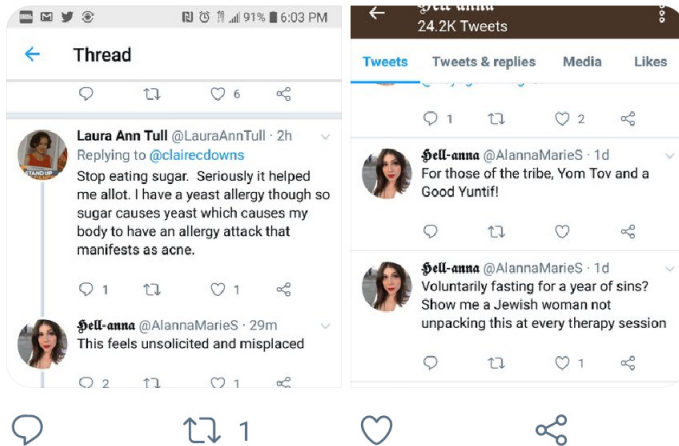 91% 6:03 PM
Thread
6
Laura Ann Tull @LauraAnnTull · 2h
Replying to @clairecdowns
Stop eating sugar. Seriously it helped
me allot. I have a yeast allergy though so
sugar causes yeast which causes my
body to have an allergy attack that
manifests as acne.
1 1
Hell-anna @AlannaMarieS · 29m
This feels unsolicited and misplaced
2 1
24.2K Tweets
Tweets Tweets & replies Media Likes
1 2
Hell-anna @AlannaMarieS · 1d
For those of the tribe, Yom Tov and a
Good Yuntif!
Hell-anna @AlannaMarieS · 1d
Voluntarily fasting for a year of sins?
Show me a Jewish woman not
unpacking this at every therapy session
1
1